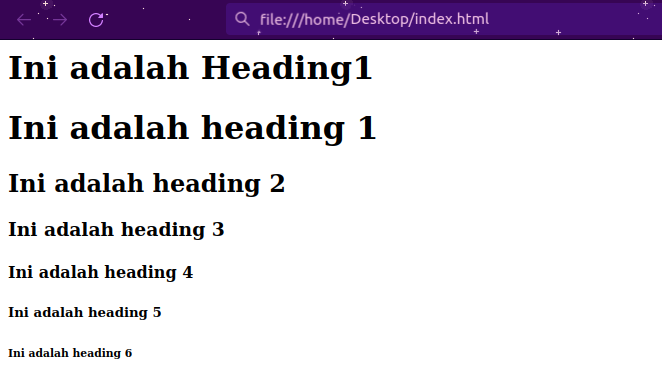 file:///home/Desktop/index.html
Ini adalah Heading1
Ini adalah heading 1
Ini adalah heading 2
Ini adalah heading 3
Ini adalah heading 4
Ini adalah heading 5
Ini adalah heading 6